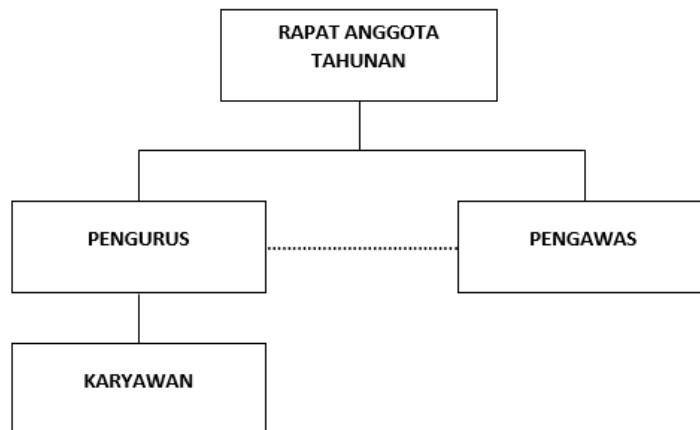 RAPAT ANGGOTA
TAHUNAN
PENGURUS
PENGAWAS
KARYAWAN